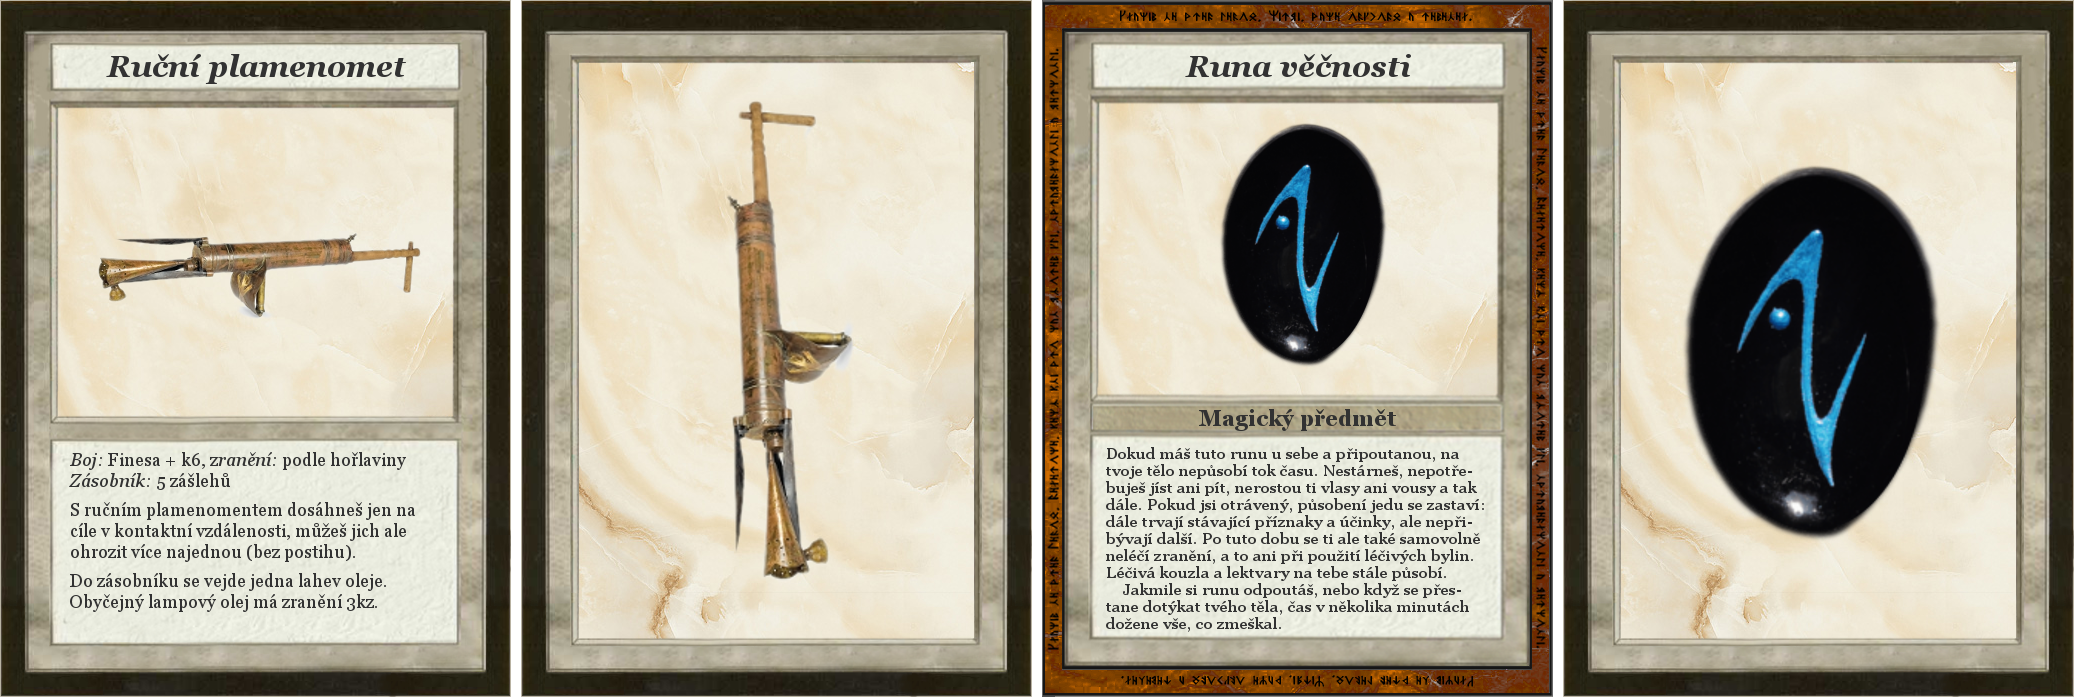 Ruční plamenomet
Boj: Finesa + k6, zranění: podle hořlaviny
Zásobník: 5 zášlehů
S ručním plamenomentem dosáhneš jen na
cíle v kontaktní vzdálenosti, můžeš jich ale
ohrozit více najednou (bez postihu).
Do zásobníku se vejde jedna lahev oleje.
Obyčejný lampový olej má zranění 3kz.
Runa věčnosti
Magický předmět
Dokud máš tuto runu u sebe a připoutanou, na
tvoje tělo nepůsobí tok času. Nestárneš, nepotře-
buješ jíst ani pít, nerostou ti vlasy ani vousy a tak
dále. Pokud jsi otrávený, působení jedu se zastaví:
dále trvají stávající příznaky a účinky, ale nepři-
bývají další. Po tuto dobu se ti ale také samovolně
neléčí zranění, a to ani při použití léčivých bylin.
Léčivá kouzla a lektvary na tebe stále působí.
Jakmile si runu odpoutáš, nebo když se přes-
tane dotýkat tvého těla, čas v několika minutách
dožene vše, co zmeškal.